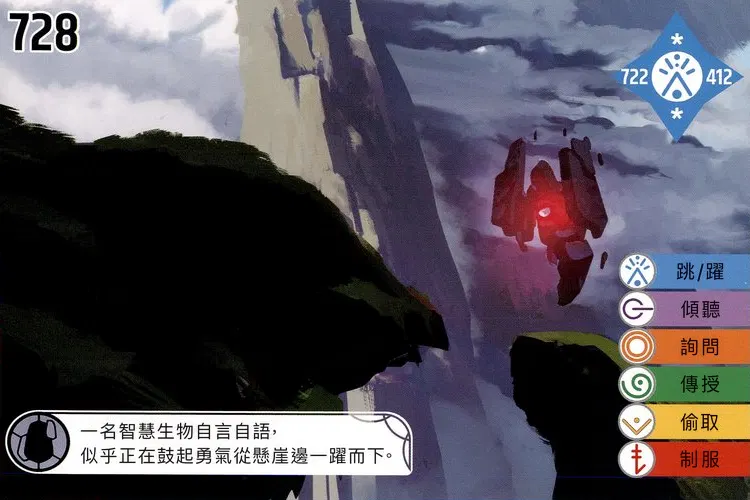 728
*
722 412
*
跳/躍
傾聽
詢問
傳授
偷取
制服
一名智慧生物自言自語，
似乎正在鼓起勇氣從懸崖邊一躍而下。